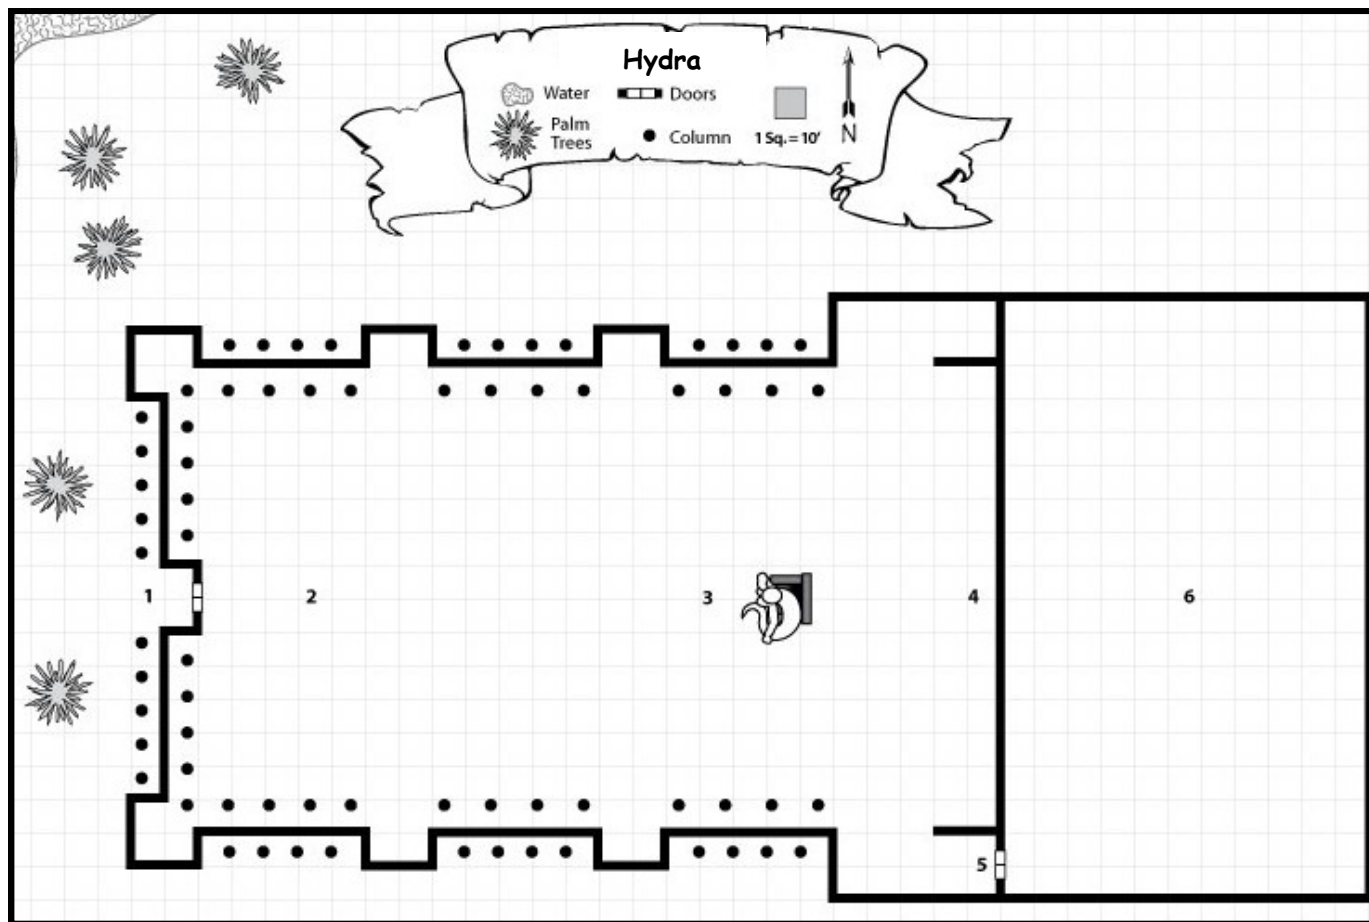 Hydra
Water
Doors
Palm
Trees
Column
1 Sq. = 10'
N
1
2
3
4
5
6